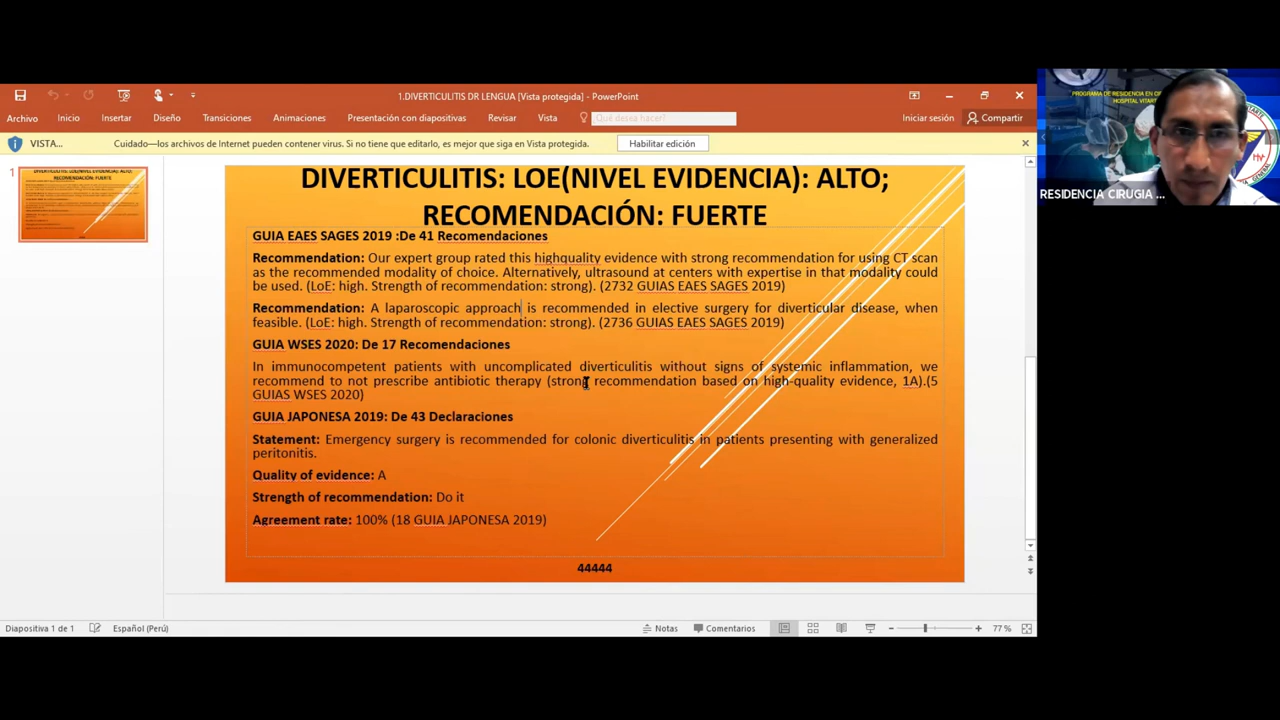 1.DIVERTICULITIS DR LENGUA [Vista protegida] - PowerPoint
Archivo Inicio Insertar Diseño Transiciones Animaciones Presentación con diapositivas Revisar Vista ¿Qué desea hacer? Iniciar sesión Compartir
VISTA... Cuidado—los archivos de Internet pueden contener virus. Si no tiene que editarlo, es mejor que siga en Vista protegida. Habilitar edición
1
DIVERTICULITIS: LOE(NIVEL EVIDENCIA): ALTO;
RECOMENDACIÓN: FUERTE
GUIA EAES SAGES 2019 :De 41 Recomendaciones
Recommendation: Our expert group rated this highquality evidence with strong recommendation for using CT scan
as the recommended modality of choice. Alternatively, ultrasound at centers with expertise in that modality could
be used. (LoE: high. Strength of recommendation: strong). (2732 GUIAS EAES SAGES 2019)
Recommendation: A laparoscopic approach is recommended in elective surgery for diverticular disease, when
feasible. (LoE: high. Strength of recommendation: strong). (2736 GUIAS EAES SAGES 2019)
GUIA WSES 2020: De 17 Recomendaciones
In immunocompetent patients with uncomplicated diverticulitis without signs of systemic inflammation, we
recommend to not prescribe antibiotic therapy (strong recommendation based on high-quality evidence, 1A).(5
GUIAS WSES 2020)
GUIA JAPONESA 2019: De 43 Declaraciones
Statement: Emergency surgery is recommended for colonic diverticulitis in patients presenting with generalized
peritonitis.
Quality of evidence: A
Strength of recommendation: Do it
Agreement rate: 100% (18 GUIA JAPONESA 2019)
44444
Diapositiva 1 de 1 Español (Perú) Notas Comentarios 77 %
PROGRAMA DE RESIDENCIA EN
HOSPITAL VITART
RESIDENCIA CIRUGIA ...